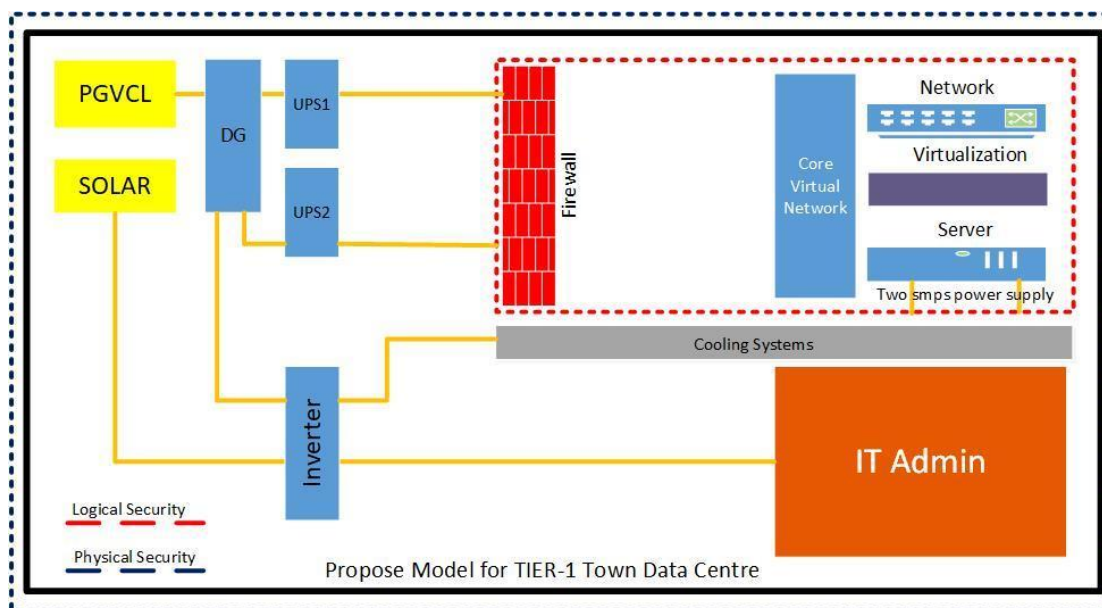 PGVCL
SOLAR
DG
UPS1
UPS2
Firewall
Core
Virtual
Network
Network
Virtualization
Server
Two smps power supply
Cooling Systems
Inverter
IT Admin
Logical Security
Physical Security
Propose Model for TIER-1 Town Data Centre